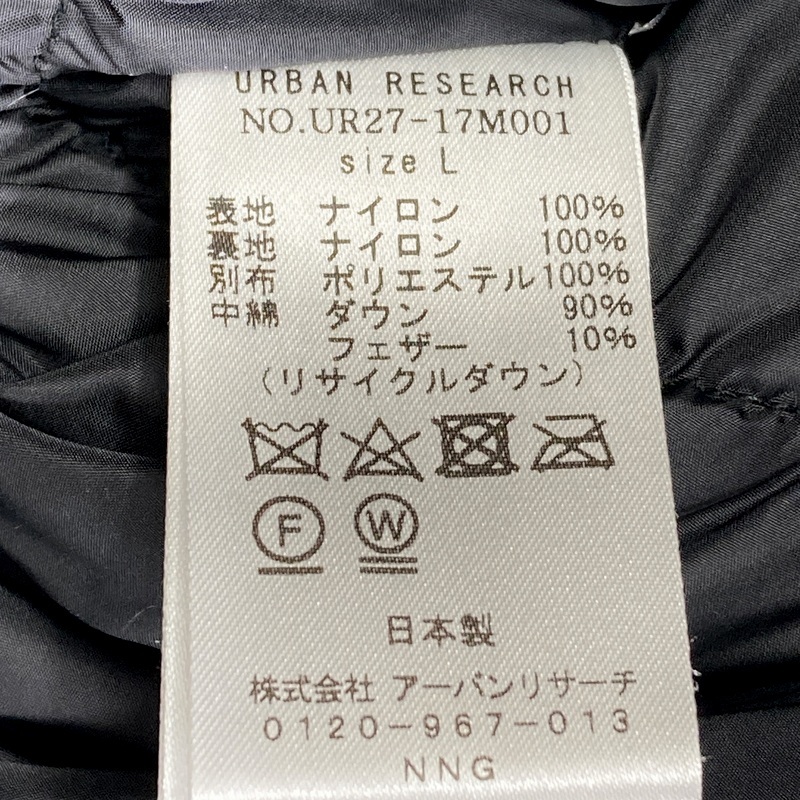 URBAN RESEARCH
NO.UR27-17M001
size L
表地 ナイロン 100%
裏地 ナイロン 100%
別布 ポリエステル 100%
中綿 ダウン 90%
フェザー 10%
(リサイクルダウン)
F W
日本製
株式会社 アーバンリサーチ
0120-967-013
NNG